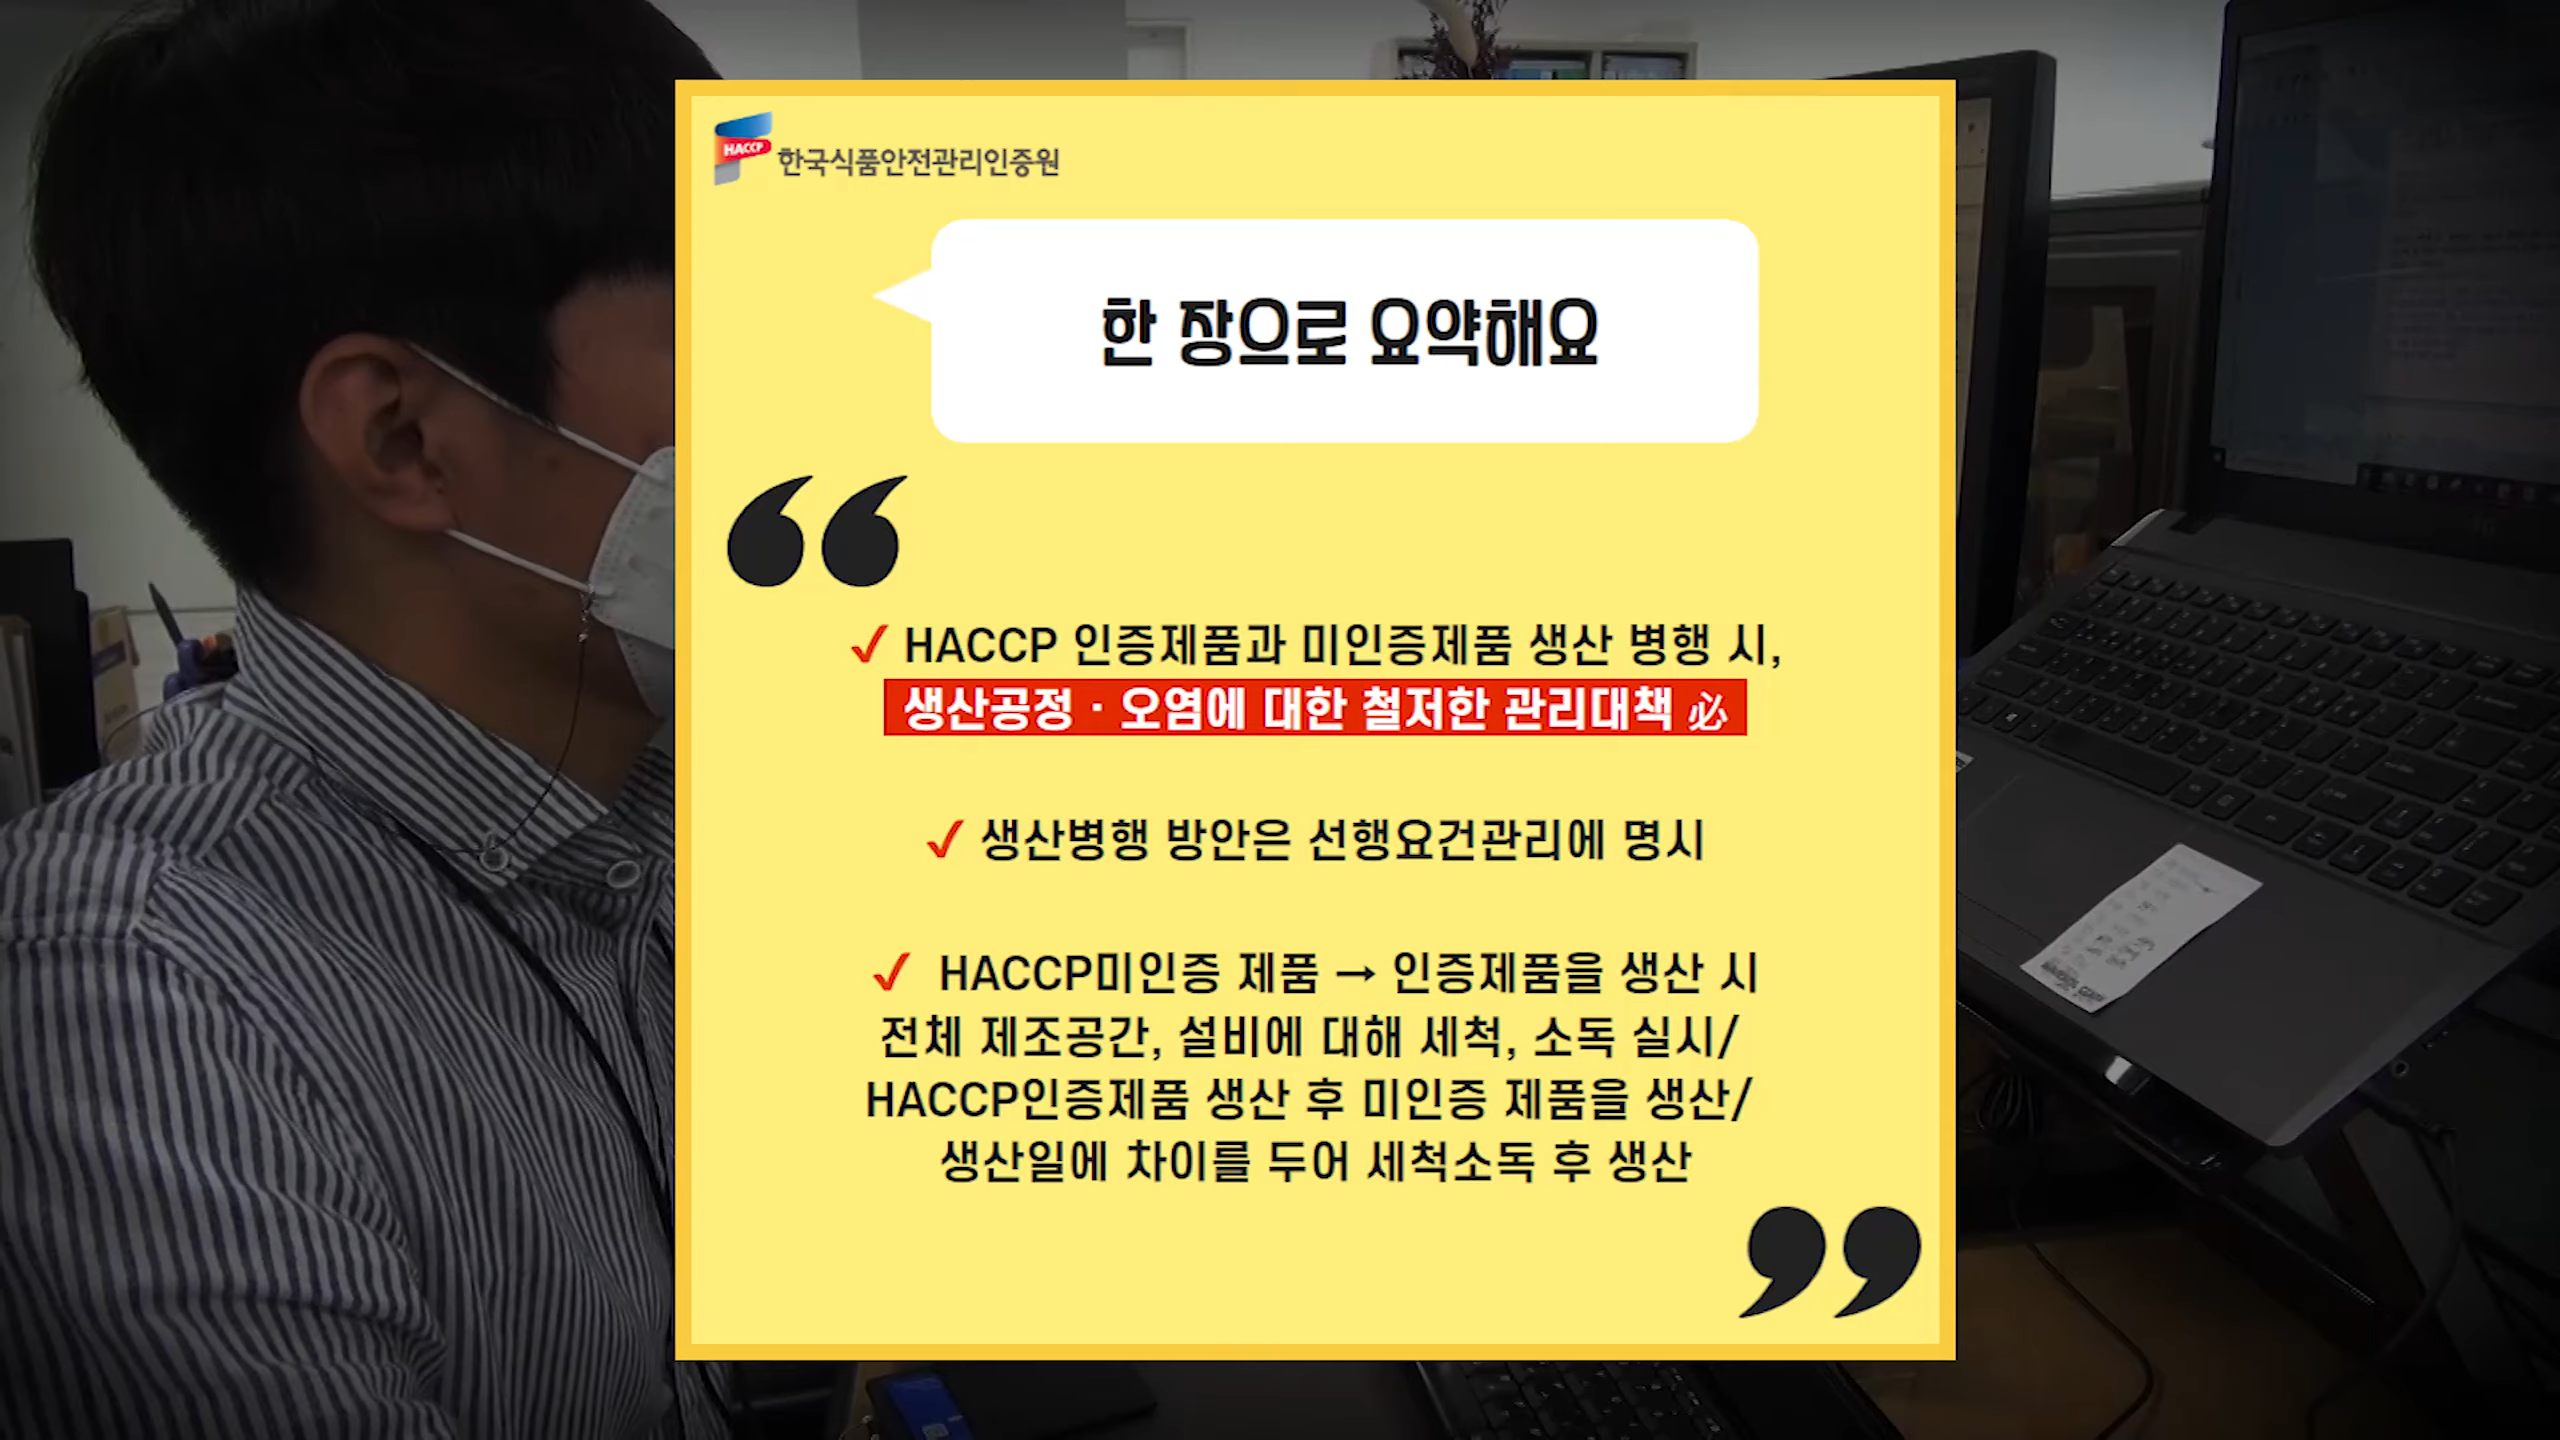 HACCP
한국식품안전관리인증원
한 장으로 요약해요
“
✓ HACCP 인증제품과 미인증제품 생산 병행 시,
생산공정 · 오염에 대한 철저한 관리대책 必
✓ 생산병행 방안은 선행요건관리에 명시
✓ HACCP미인증 제품 → 인증제품을 생산 시
전체 제조공간, 설비에 대해 세척, 소독 실시/
HACCP인증제품 생산 후 미인증 제품을 생산/
생산일에 차이를 두어 세척소독 후 생산
”